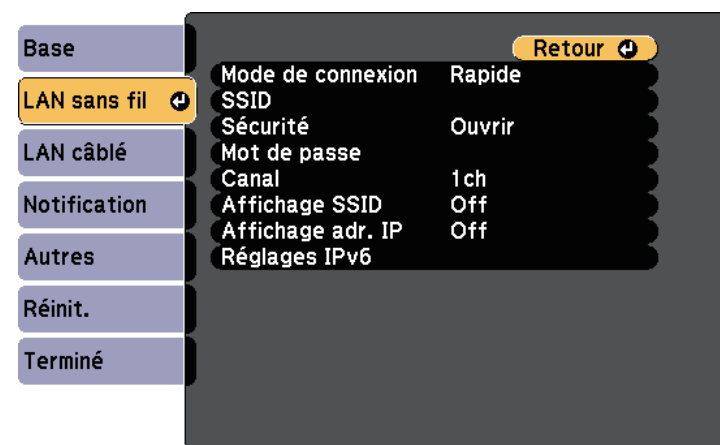 Base
LAN sans fil
LAN câblé
Notification
Autres
Réinit.
Terminé
Retour
Mode de connexion Rapide
SSID
Sécurité Ouvrir
Mot de passe
Canal 1ch
Affichage SSID Off
Affichage adr. IP Off
Réglages IPv6